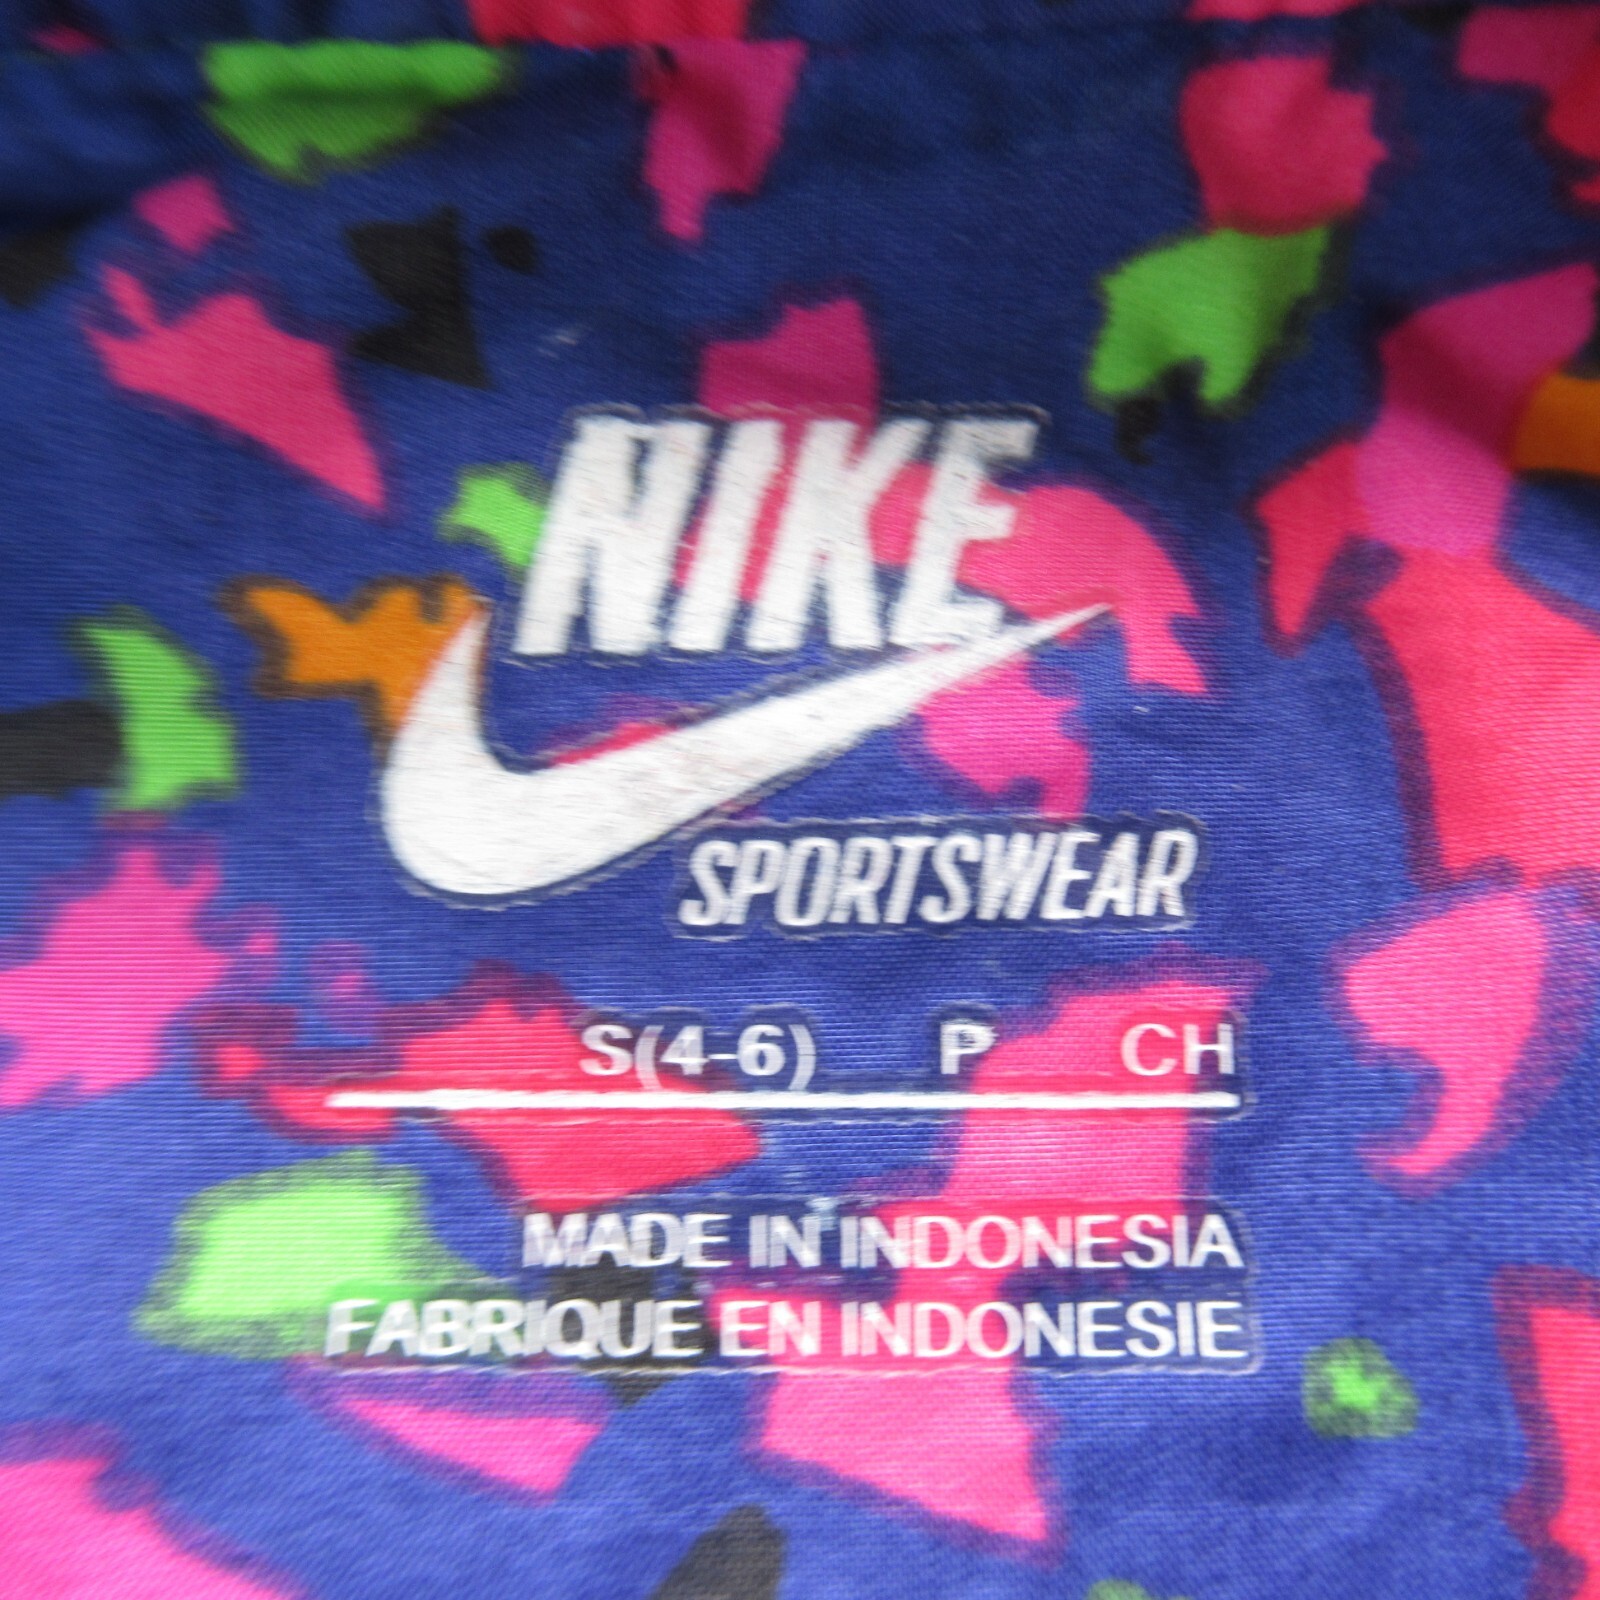 NIKE
SPORTSWEAR
S(4-6) P CH
MADE IN INDONESIA
FABRIQUE EN INDONESIE